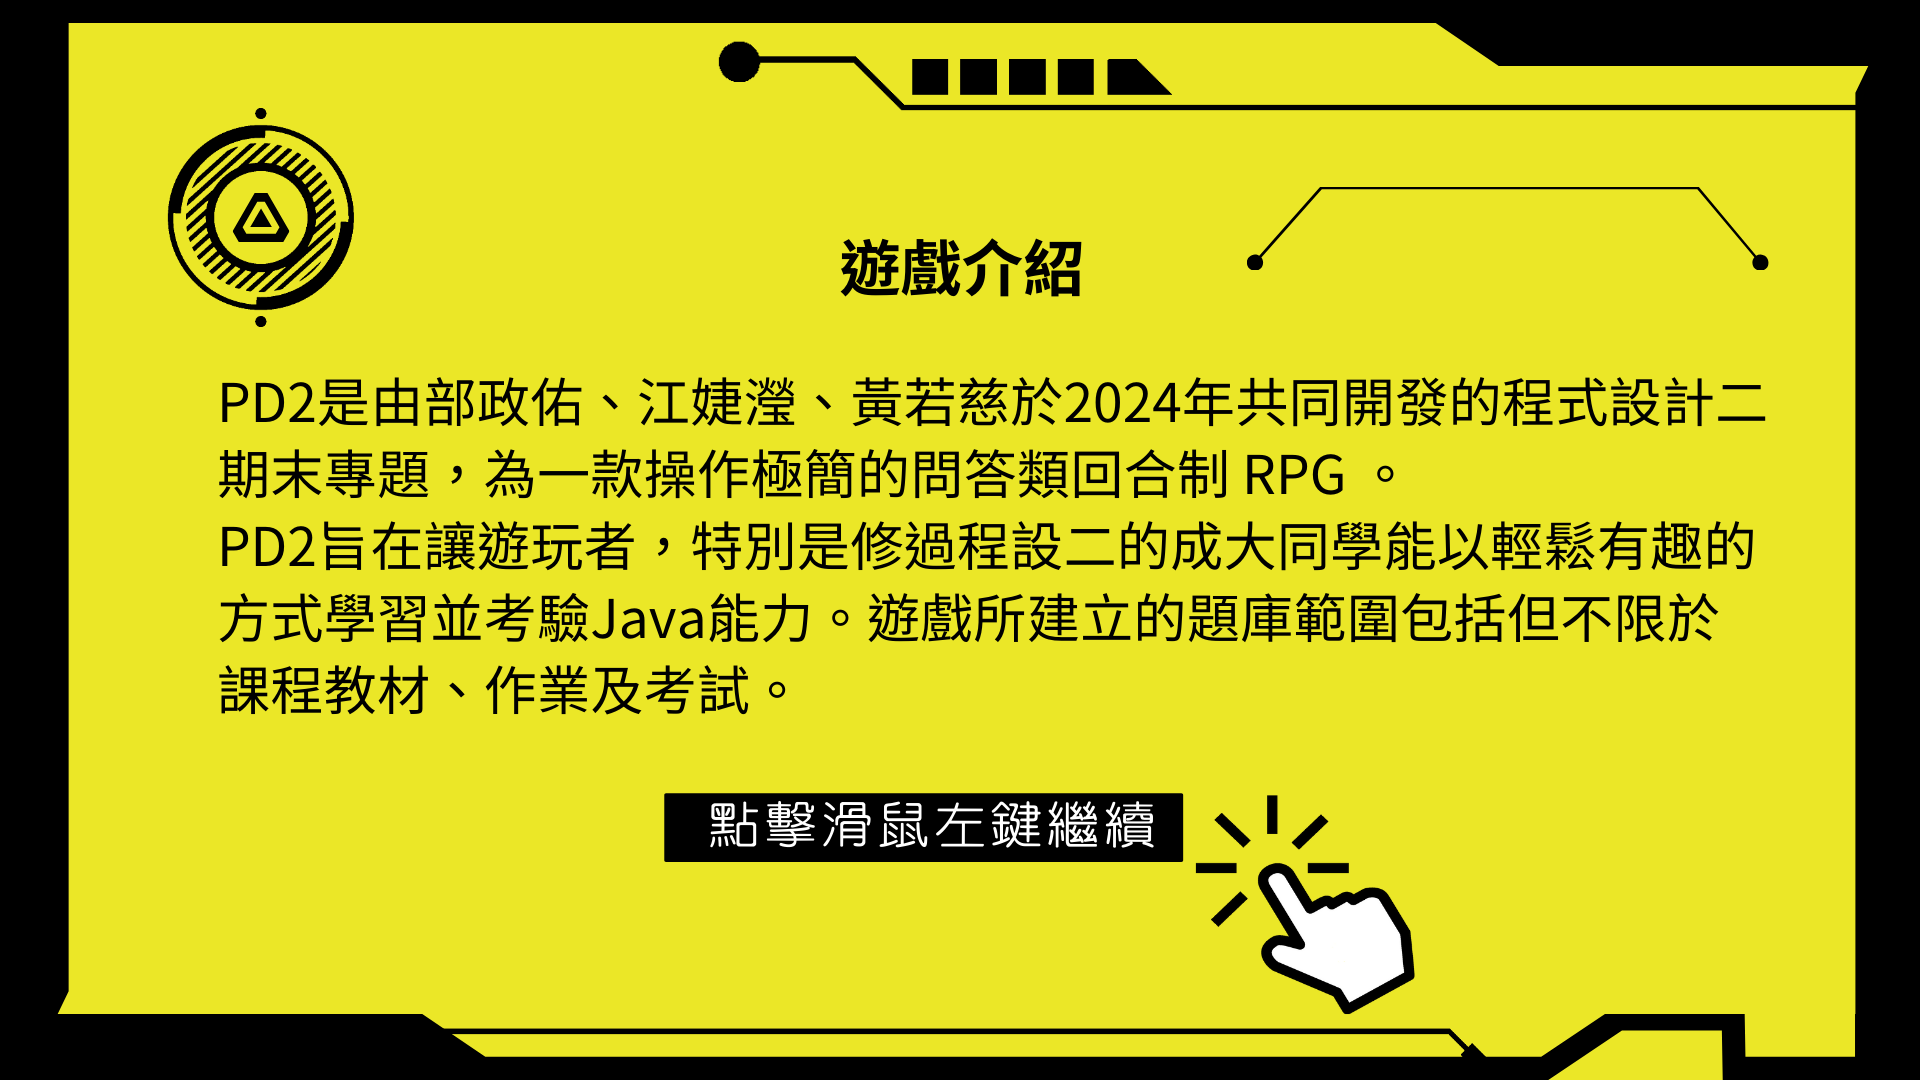 遊戲介紹
PD2是由部政佑、江婕瀅、黃若慈於2024年共同開發的程式設計二
期末專題，為一款操作極簡的問答類回合制 RPG 。
PD2旨在讓遊玩者，特別是修過程設二的成大同學能以輕鬆有趣的
方式學習並考驗Java能力。遊戲所建立的題庫範圍包括但不限於
課程教材、作業及考試。
點擊滑鼠左鍵繼續